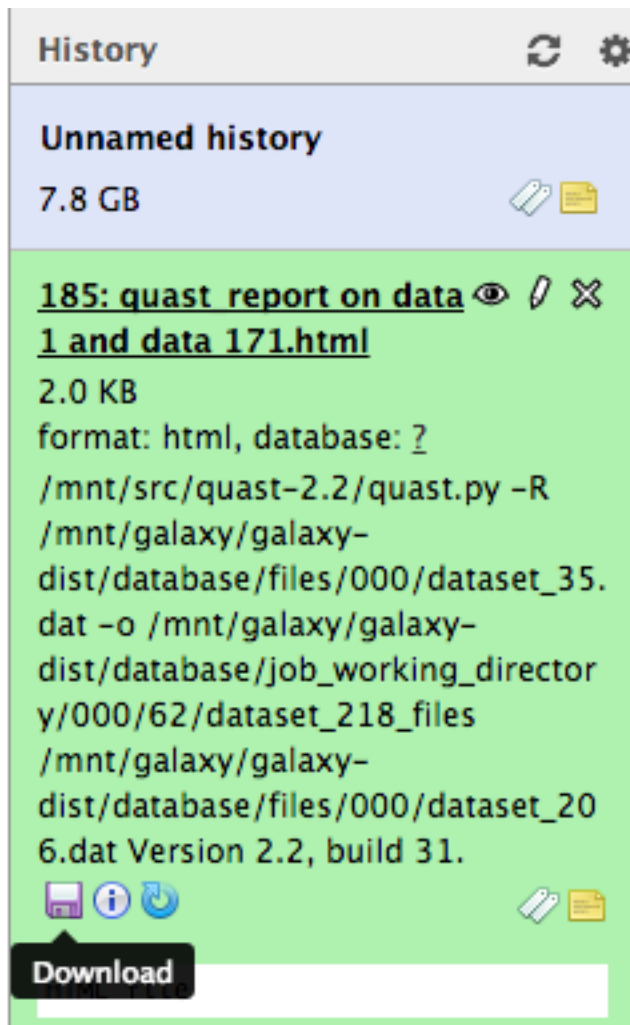 History
Unnamed history
7.8 GB
185: quast_report on data
1 and data 171.html
2.0 KB
format: html, database: ?
/mnt/src/quast-2.2/quast.py -R
/mnt/galaxy/galaxy-
dist/database/files/000/dataset_35.
dat -o /mnt/galaxy/galaxy-
dist/database/job_working_director
y/000/62/dataset_218_files
/mnt/galaxy/galaxy-
dist/database/files/000/dataset_20
6.dat Version 2.2, build 31.
Download